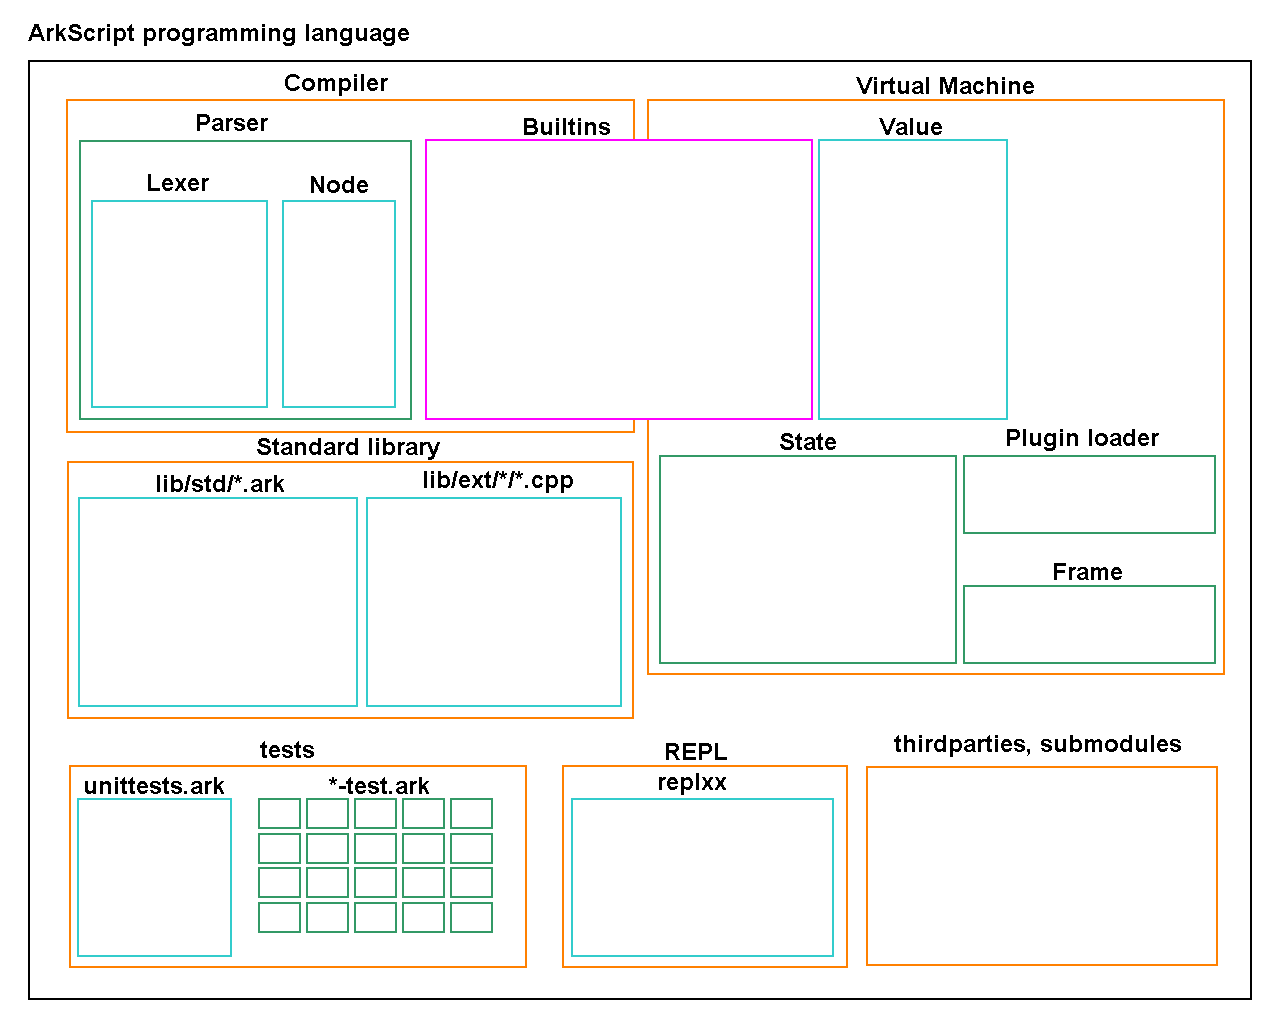 ArkScript programming language
Compiler
Virtual Machine
Parser
Builtins
Value
Lexer
Node
Standard library
State
Plugin loader
lib/std/*.ark
lib/ext/*/*.cpp
Frame
tests
REPL
thirdparties, submodules
unittests.ark
*-test.ark
replxx